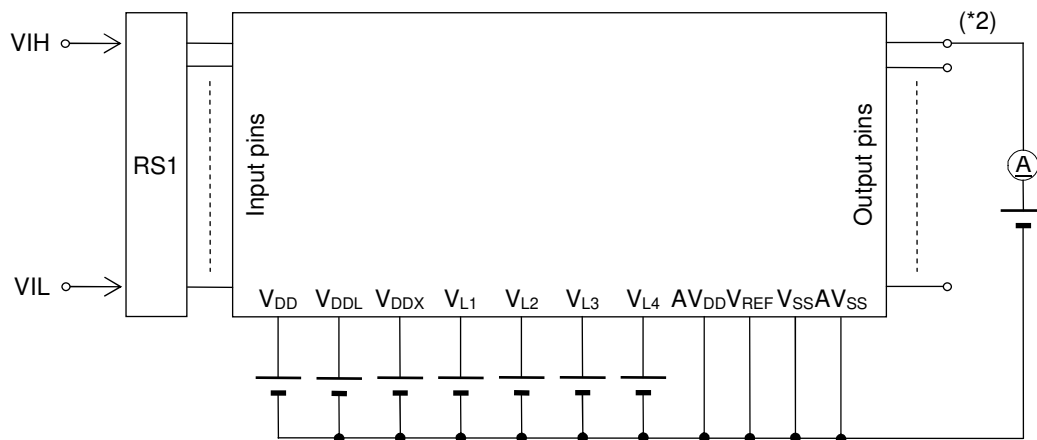 VIH
(*2)
RS1
Input pins
Output pins
A
VIL
VDD VDDL VDDX VL1 VL2 VL3 VL4 AVDD VREF VSS AVSS